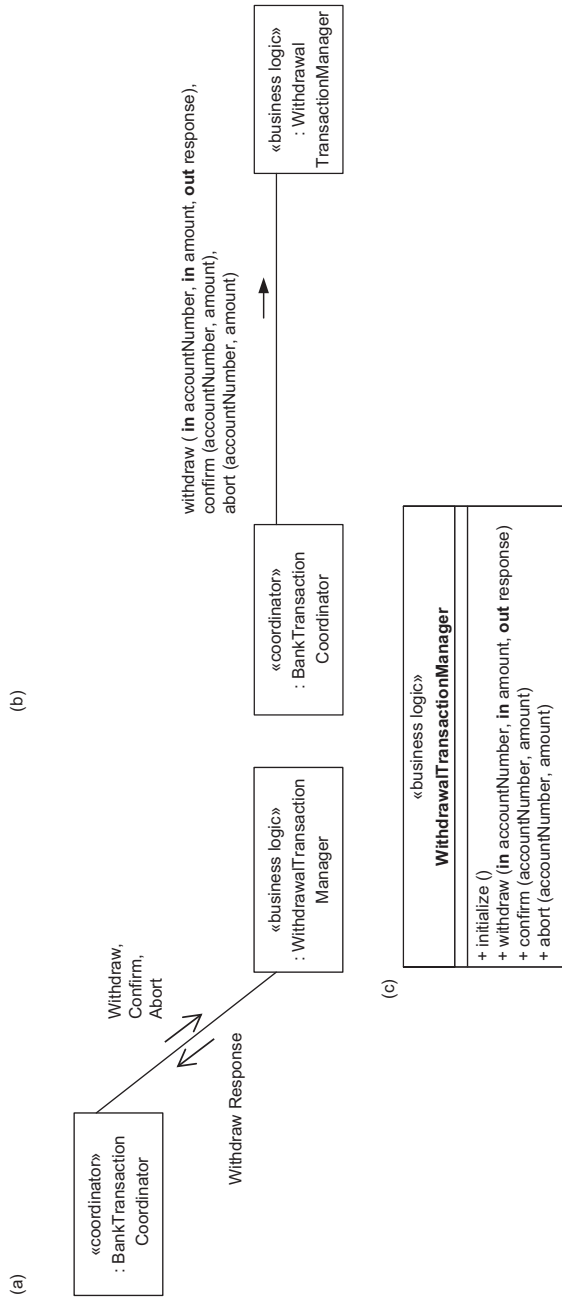 (a)
«coordinator»
: BankTransaction
Coordinator
Withdraw,
Confirm,
Abort
Withdraw Response
«business logic»
: WithdrawalTransaction
Manager
(b)
«coordinator»
: BankTransaction
Coordinator
withdraw ( in accountNumber, in amount, out response),
confirm (accountNumber, amount),
abort (accountNumber, amount)
«business logic»
: Withdrawal
TransactionManager
(c)
«business logic»
WithdrawalTransactionManager
+ initialize ()
+ withdraw (in accountNumber, in amount, out response)
+ confirm (accountNumber, amount)
+ abort (accountNumber, amount)